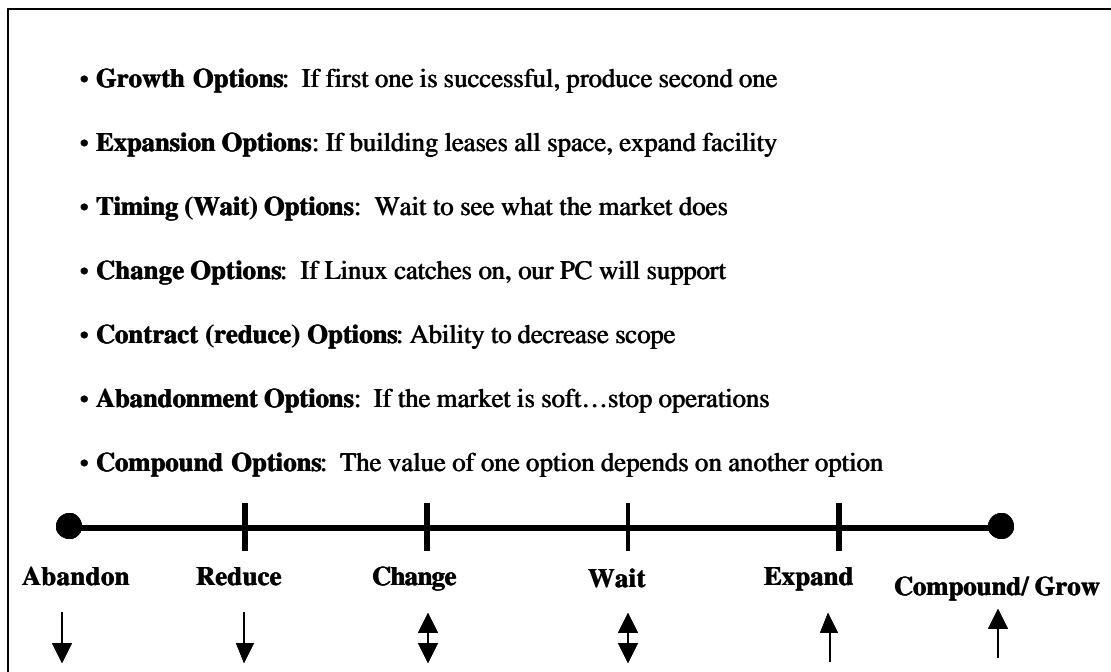 • Growth Options:  If first one is successful, produce second one
• Expansion Options: If building leases all space, expand facility
• Timing (Wait) Options:  Wait to see what the market does
• Change Options:  If Linux catches on, our PC will support
• Contract (reduce) Options: Ability to decrease scope
• Abandonment Options:  If the market is soft…stop operations
• Compound Options:  The value of one option depends on another option
Abandon Reduce Change Wait Expand Compound/ Grow